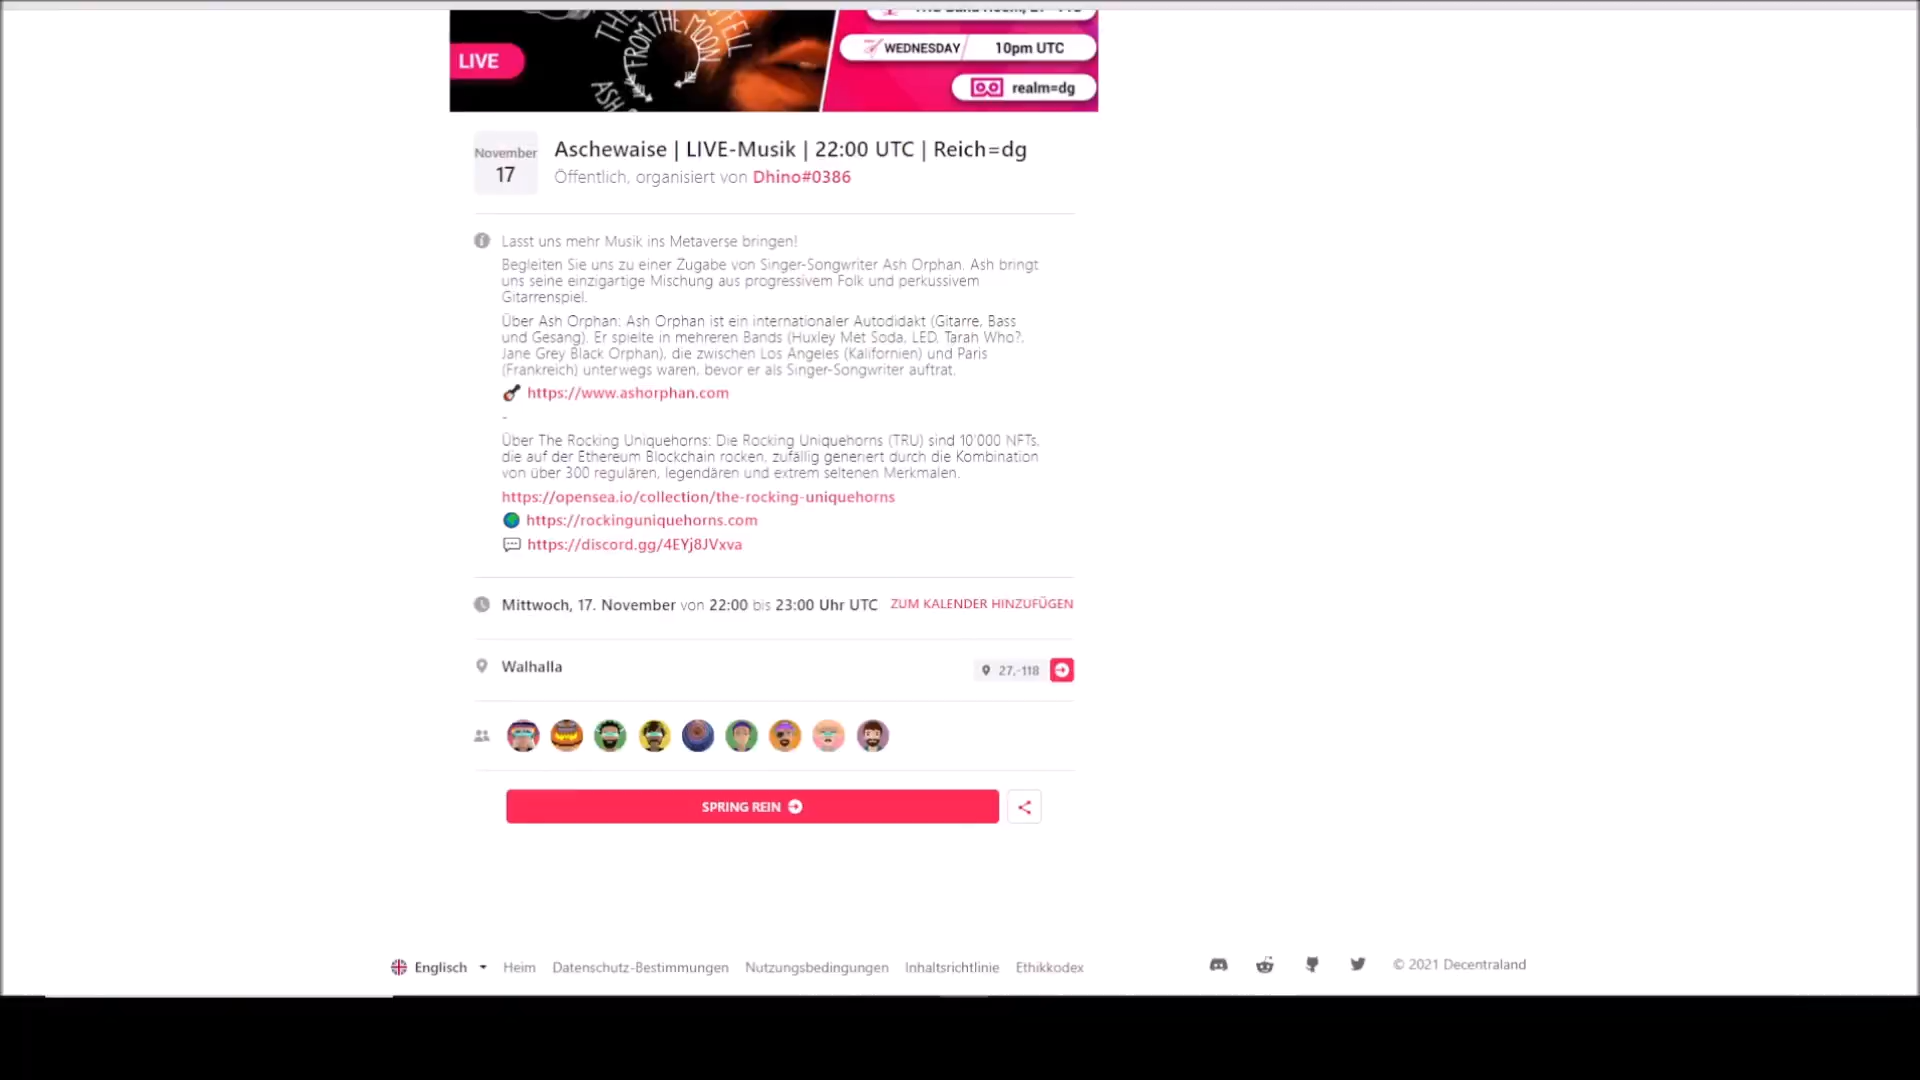 LIVE
THE
FROM THE MOON
TELL
ASH
WEDNESDAY 10pm UTC
realm=dg
November
17
Aschewaise | LIVE-Musik | 22:00 UTC | Reich=dg
Öffentlich, organisiert von Dhino#0386
Lasst uns mehr Musik ins Metaverse bringen!
Begleiten Sie uns zu einer Zugabe von Singer-Songwriter Ash Orphan. Ash bringt
uns seine einzigartige Mischung aus progressivem Folk und perkussivem
Gitarrenspiel.
Über Ash Orphan: Ash Orphan ist ein internationaler Autodidakt (Gitarre, Bass
und Gesang). Er spielte in mehreren Bands (Huxley Met Soda, LED, Tarah Who?,
Jane Grey Black Orphan), die zwischen Los Angeles (Kalifornien) und Paris
(Frankreich) unterwegs waren, bevor er als Singer-Songwriter auftrat.
https://www.ashorphan.com
-
Über The Rocking Uniquehorns: Die Rocking Uniquehorns (TRU) sind 10'000 NFTs,
die auf der Ethereum Blockchain rocken, zufällig generiert durch die Kombination
von über 300 regulären, legendären und extrem seltenen Merkmalen.
https://opensea.io/collection/the-rocking-uniquehorns
https://rockinguniquehorns.com
https://discord.gg/4EYj8JVxva
Mittwoch, 17. November von 22:00 bis 23:00 Uhr UTC ZUM KALENDER HINZUFÜGEN
Walhalla 27,-118
SPRING REIN
Englisch Heim Datenschutz-Bestimmungen Nutzungsbedingungen Inhaltsrichtlinie Ethikkodex © 2021 Decentraland